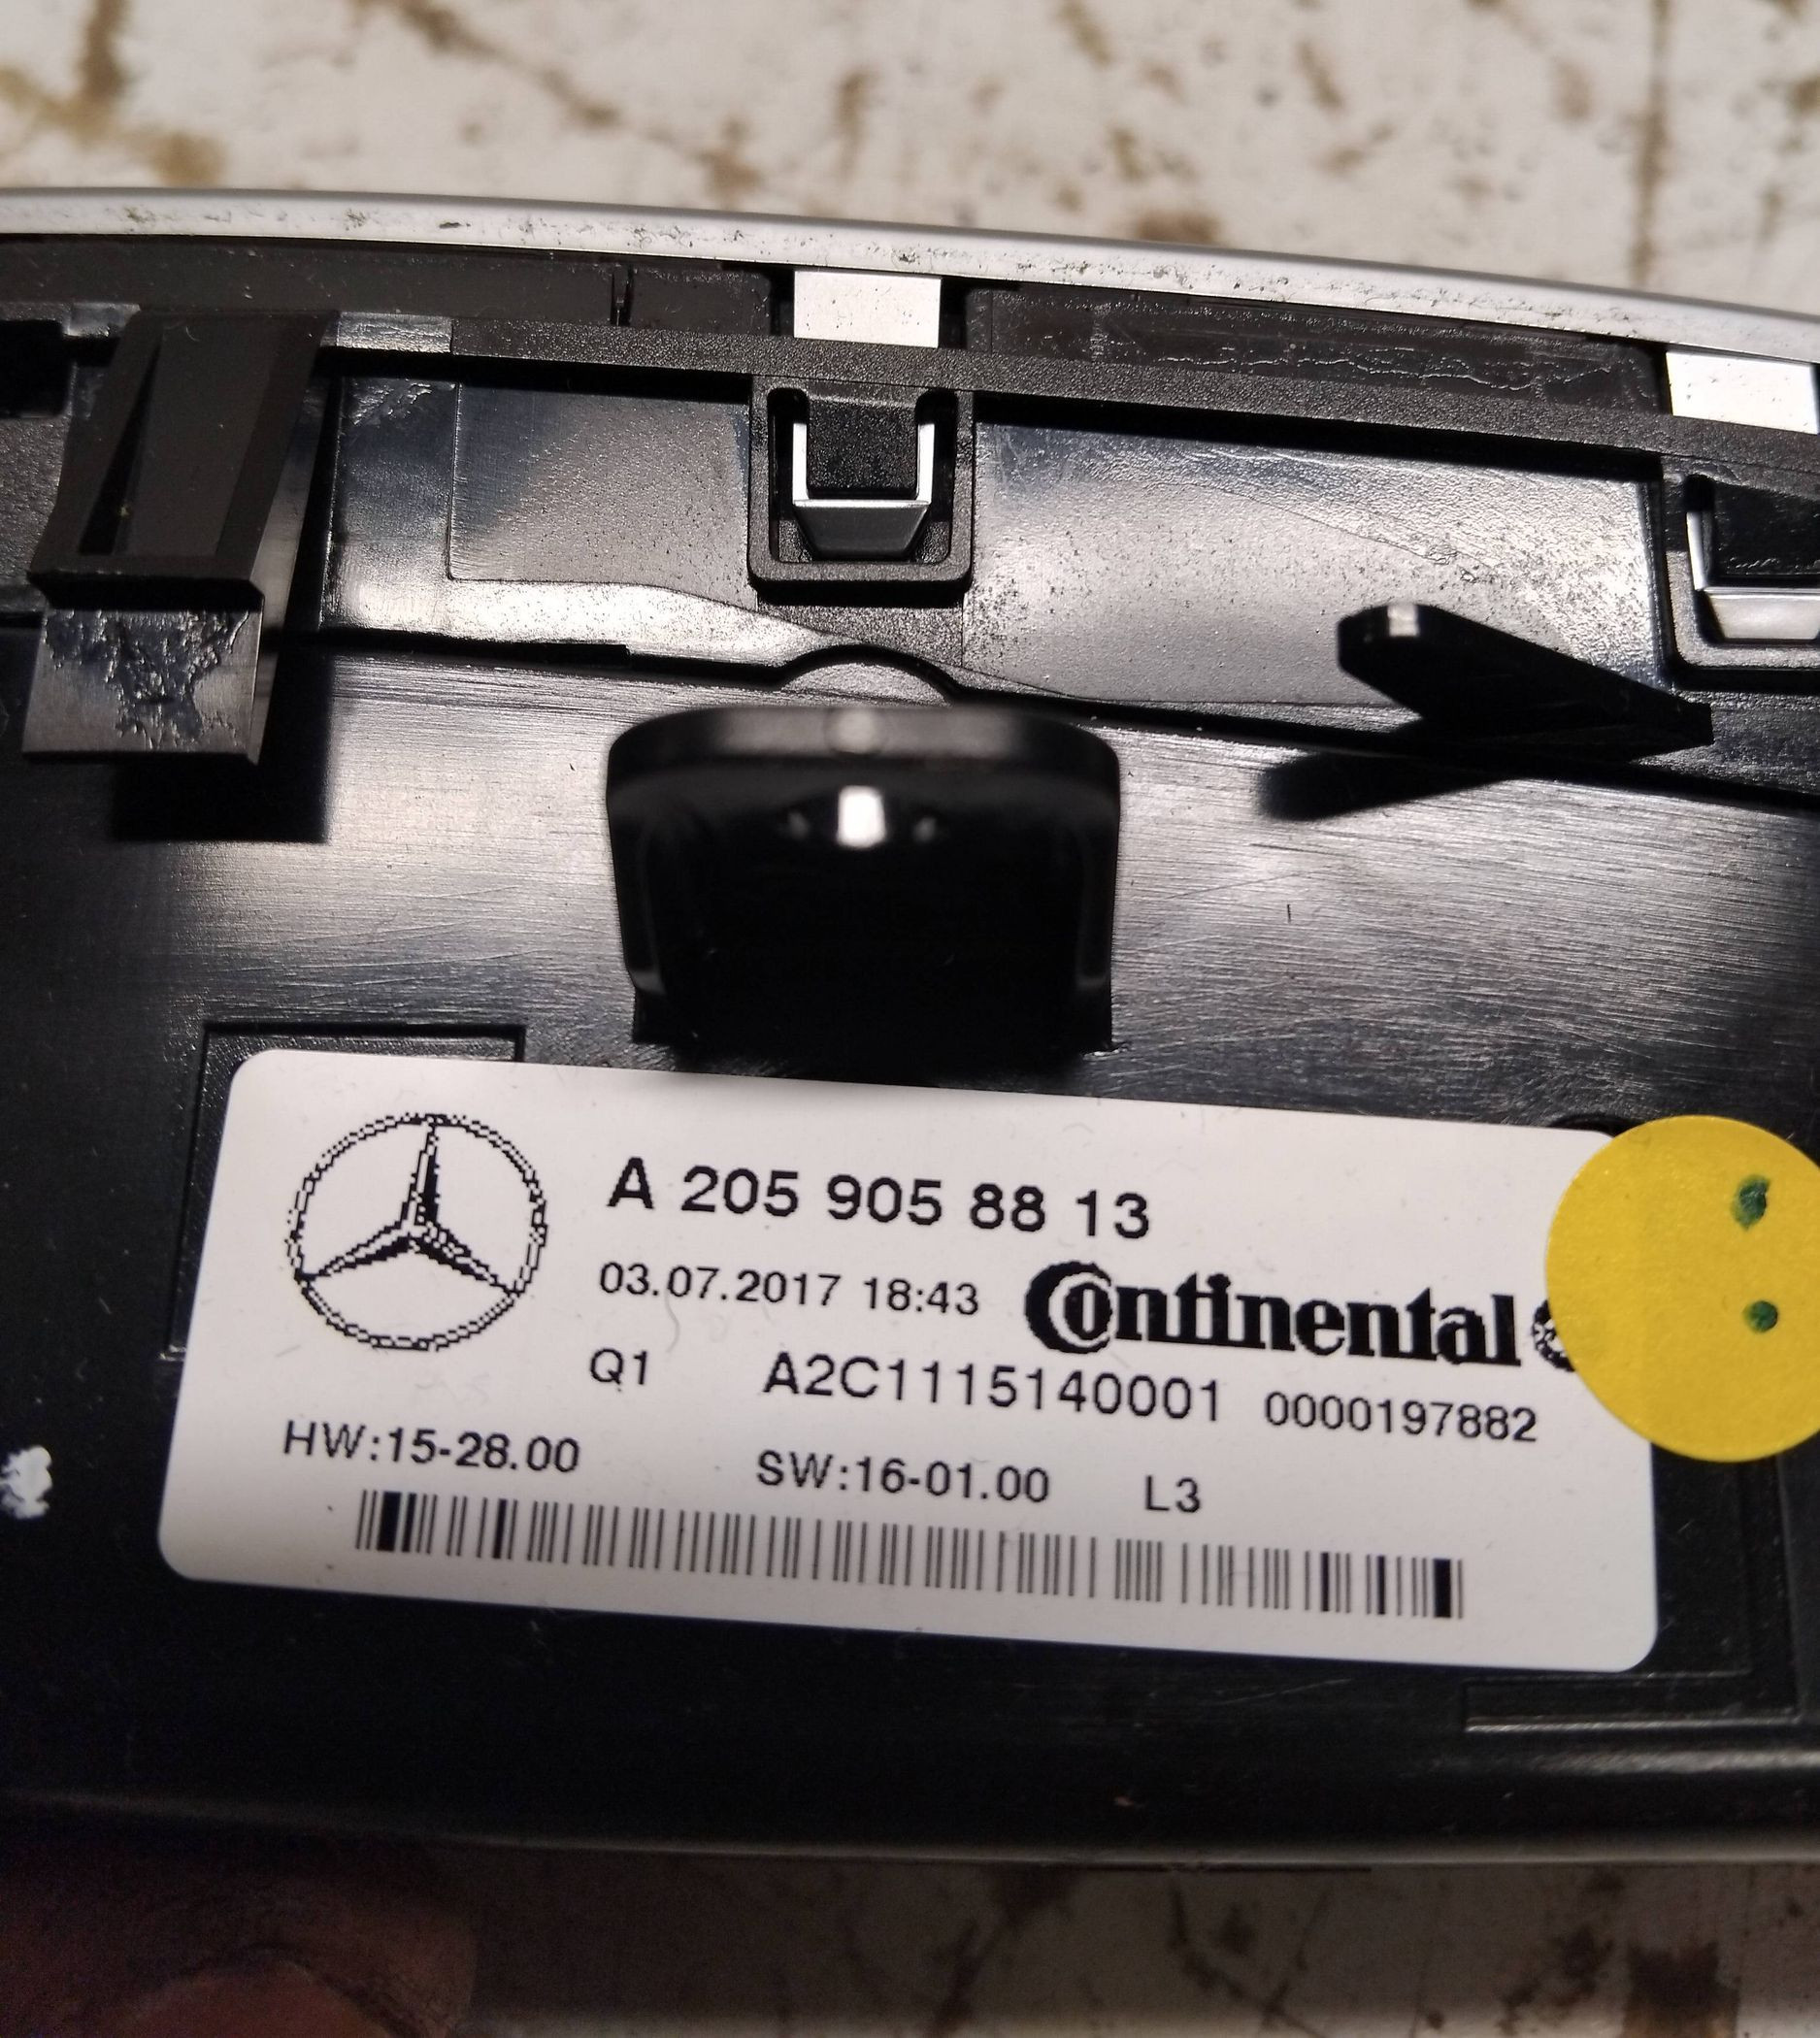 A 205 905 88 13
03.07.2017 18:43 Continental
Q1 A2C1115140001 0000197882
HW:15-28.00 SW:16-01.00 L3